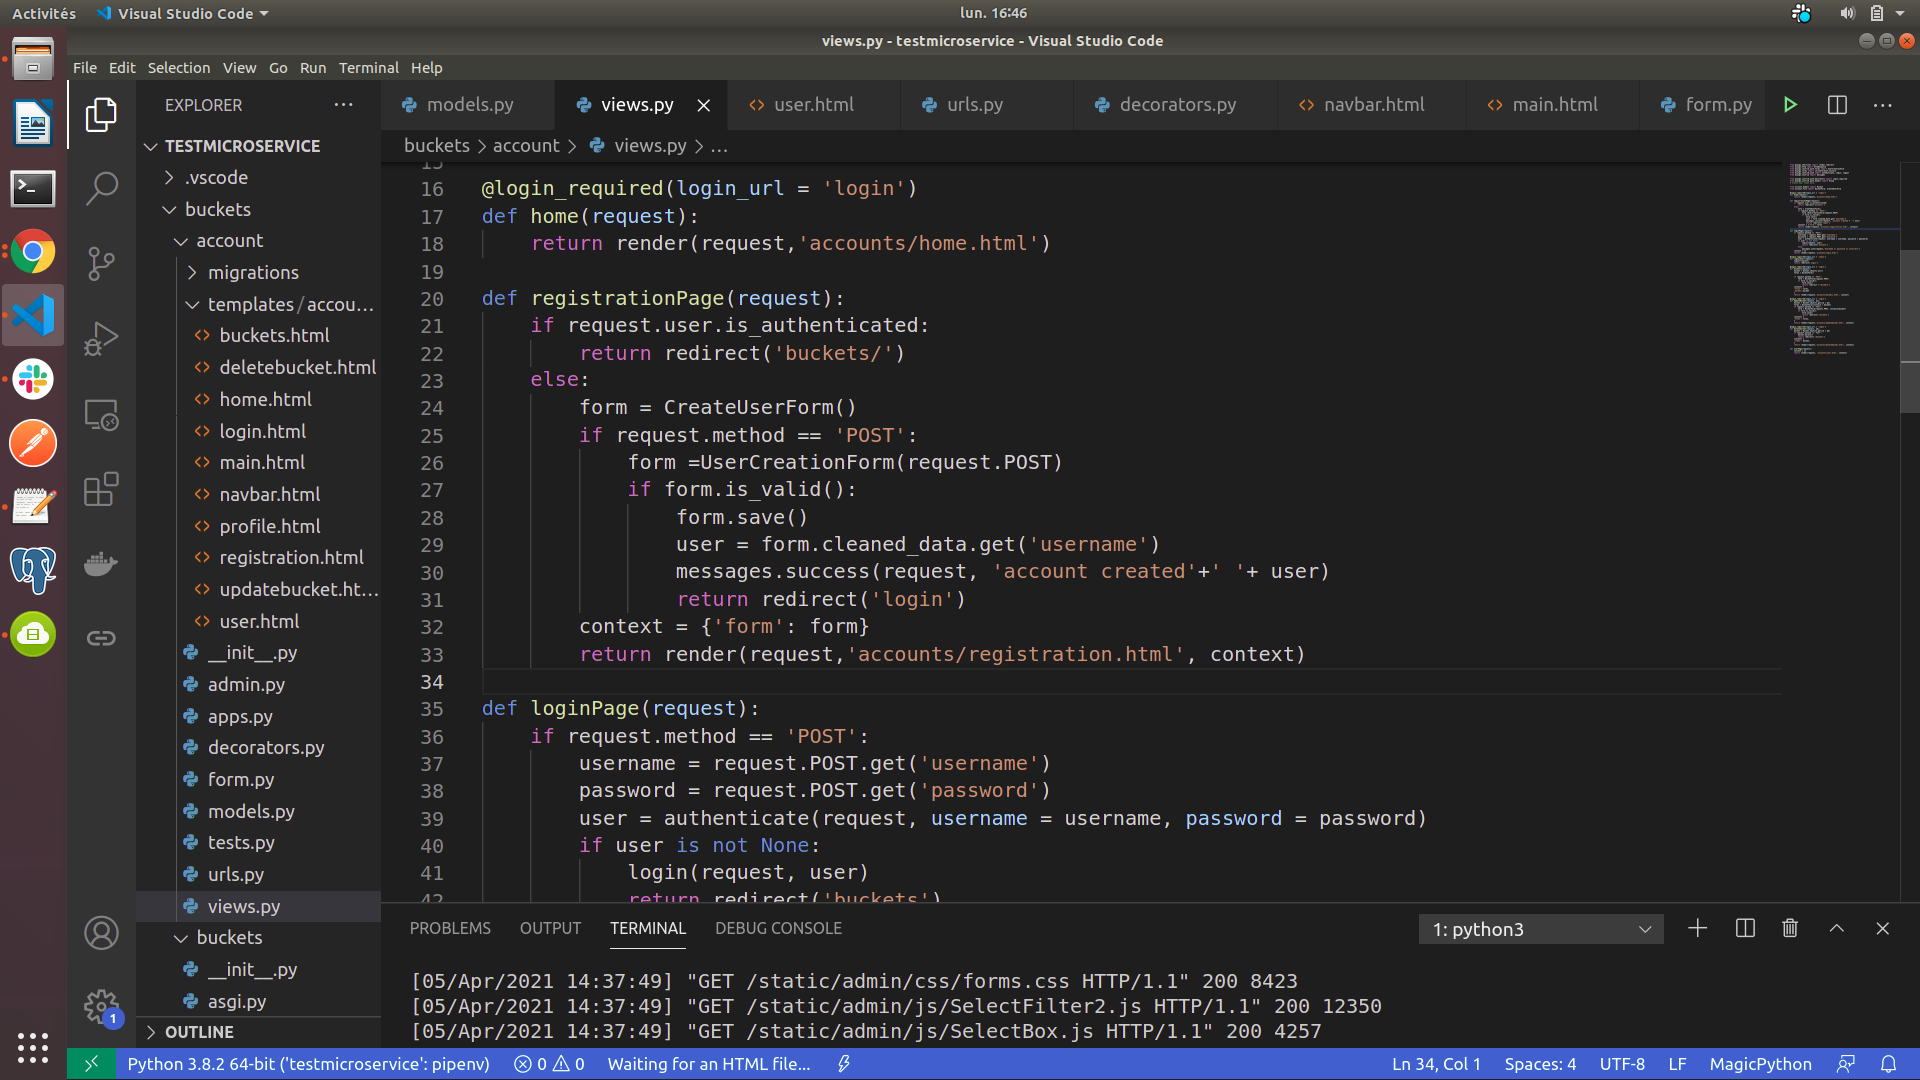 Activités
Visual Studio Code
lun. 16:46
views.py - testmicroservice - Visual Studio Code
File Edit Selection View Go Run Terminal Help
EXPLORER
models.py
views.py
user.html
urls.py
decorators.py
navbar.html
main.html
form.py
TESTMICROSERVICE
.vscode
buckets
account
migrations
templates/accou...
buckets.html
deletebucket.html
home.html
login.html
main.html
navbar.html
profile.html
registration.html
updatebucket.ht...
user.html
__init__.py
admin.py
apps.py
decorators.py
form.py
models.py
tests.py
urls.py
views.py
buckets
__init__.py
asgi.py
OUTLINE
buckets > account > views.py > ...
15
16 @login_required(login_url = 'login')
17 def home(request):
18 return render(request,'accounts/home.html')
19
20 def registrationPage(request):
21 if request.user.is_authenticated:
22 return redirect('buckets/')
23 else:
24 form = CreateUserForm()
25 if request.method == 'POST':
26 form =UserCreationForm(request.POST)
27 if form.is_valid():
28 form.save()
29 user = form.cleaned_data.get('username')
30 messages.success(request, 'account created'+' '+ user)
31 return redirect('login')
32 context = {'form': form}
33 return render(request,'accounts/registration.html', context)
34
35 def loginPage(request):
36 if request.method == 'POST':
37 username = request.POST.get('username')
38 password = request.POST.get('password')
39 user = authenticate(request, username = username, password = password)
40 if user is not None:
41 login(request, user)
42 return redirect('buckets')
PROBLEMS OUTPUT TERMINAL DEBUG CONSOLE
1: python3
[05/Apr/2021 14:37:49] "GET /static/admin/css/forms.css HTTP/1.1" 200 8423
[05/Apr/2021 14:37:49] "GET /static/admin/js/SelectFilter2.js HTTP/1.1" 200 12350
[05/Apr/2021 14:37:49] "GET /static/admin/js/SelectBox.js HTTP/1.1" 200 4257
1
Python 3.8.2 64-bit ('testmicroservice': pipenv) 0 0 Waiting for an HTML file...
Ln 34, Col 1 Spaces: 4 UTF-8 LF MagicPython